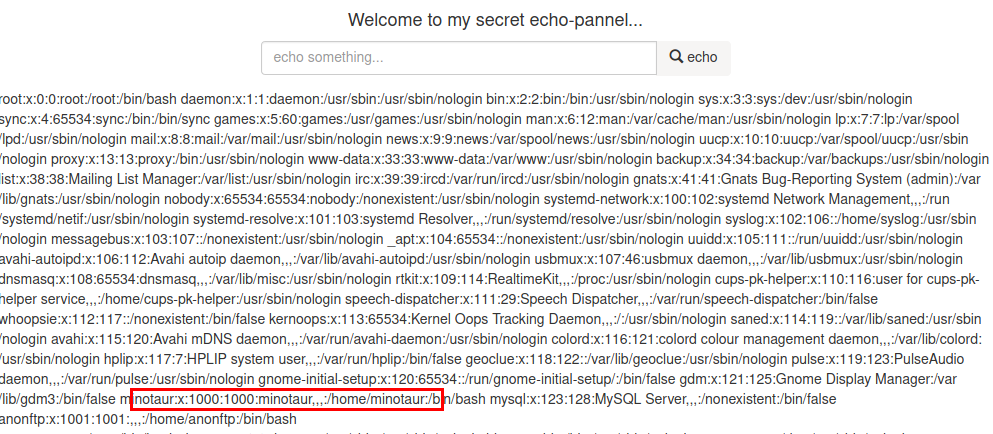 Welcome to my secret echo-pannel...
echo something...
echo
root:x:0:0:root:/root:/bin/bash daemon:x:1:1:daemon:/usr/sbin:/usr/sbin/nologin bin:x:2:2:bin:/bin:/usr/sbin/nologin sys:x:3:3:sys:/dev:/usr/sbin/nologin
sync:x:4:65534:sync:/bin:/bin/sync games:x:5:60:games:/usr/games:/usr/sbin/nologin man:x:6:12:man:/var/cache/man:/usr/sbin/nologin lp:x:7:7:lp:/var/spool
/lpd:/usr/sbin/nologin mail:x:8:8:mail:/var/mail:/usr/sbin/nologin news:x:9:9:news:/var/spool/news:/usr/sbin/nologin uucp:x:10:10:uucp:/var/spool/uucp:/usr/sbin
/nologin proxy:x:13:13:proxy:/bin:/usr/sbin/nologin www-data:x:33:33:www-data:/var/www:/usr/sbin/nologin backup:x:34:34:backup:/var/backups:/usr/sbin/nologin
list:x:38:38:Mailing List Manager:/var/list:/usr/sbin/nologin irc:x:39:39:ircd:/var/run/ircd:/usr/sbin/nologin gnats:x:41:41:Gnats Bug-Reporting System (admin):/var
/lib/gnats:/usr/sbin/nologin nobody:x:65534:65534:nobody:/nonexistent:/usr/sbin/nologin systemd-network:x:100:102:systemd Network Management,,,:/run
/systemd/netif:/usr/sbin/nologin systemd-resolve:x:101:103:systemd Resolver,,,:/run/systemd/resolve:/usr/sbin/nologin syslog:x:102:106::/home/syslog:/usr/sbin
/nologin messagebus:x:103:107::/nonexistent:/usr/sbin/nologin _apt:x:104:65534::/nonexistent:/usr/sbin/nologin uuidd:x:105:111::/run/uuidd:/usr/sbin/nologin
avahi-autoipd:x:106:112:Avahi autoip daemon,,,:/var/lib/avahi-autoipd:/usr/sbin/nologin usbmux:x:107:46:usbmux daemon,,,:/var/lib/usbmux:/usr/sbin/nologin
dnsmasq:x:108:65534:dnsmasq,,,:/var/lib/misc:/usr/sbin/nologin rtkit:x:109:114:RealtimeKit,,,:/proc:/usr/sbin/nologin cups-pk-helper:x:110:116:user for cups-pk-
helper service,,,:/home/cups-pk-helper:/usr/sbin/nologin speech-dispatcher:x:111:29:Speech Dispatcher,,,:/var/run/speech-dispatcher:/bin/false
whoopsie:x:112:117::/nonexistent:/bin/false kernoops:x:113:65534:Kernel Oops Tracking Daemon,,,:/:/usr/sbin/nologin saned:x:114:119::/var/lib/saned:/usr/sbin
/nologin avahi:x:115:120:Avahi mDNS daemon,,,:/var/run/avahi-daemon:/usr/sbin/nologin colord:x:116:121:colord colour management daemon,,,:/var/lib/colord:
/usr/sbin/nologin hplip:x:117:7:HPLIP system user,,,:/var/run/hplip:/bin/false geoclue:x:118:122::/var/lib/geoclue:/usr/sbin/nologin pulse:x:119:123:PulseAudio
daemon,,,:/var/run/pulse:/usr/sbin/nologin gnome-initial-setup:x:120:65534::/run/gnome-initial-setup/:/bin/false gdm:x:121:125:Gnome Display Manager:/var
/lib/gdm3:/bin/false minotaur:x:1000:1000:minotaur,,,:/home/minotaur:/bin/bash mysql:x:123:128:MySQL Server,,,:/nonexistent:/bin/false
anonftp:x:1001:1001:,,,:/home/anonftp:/bin/bash